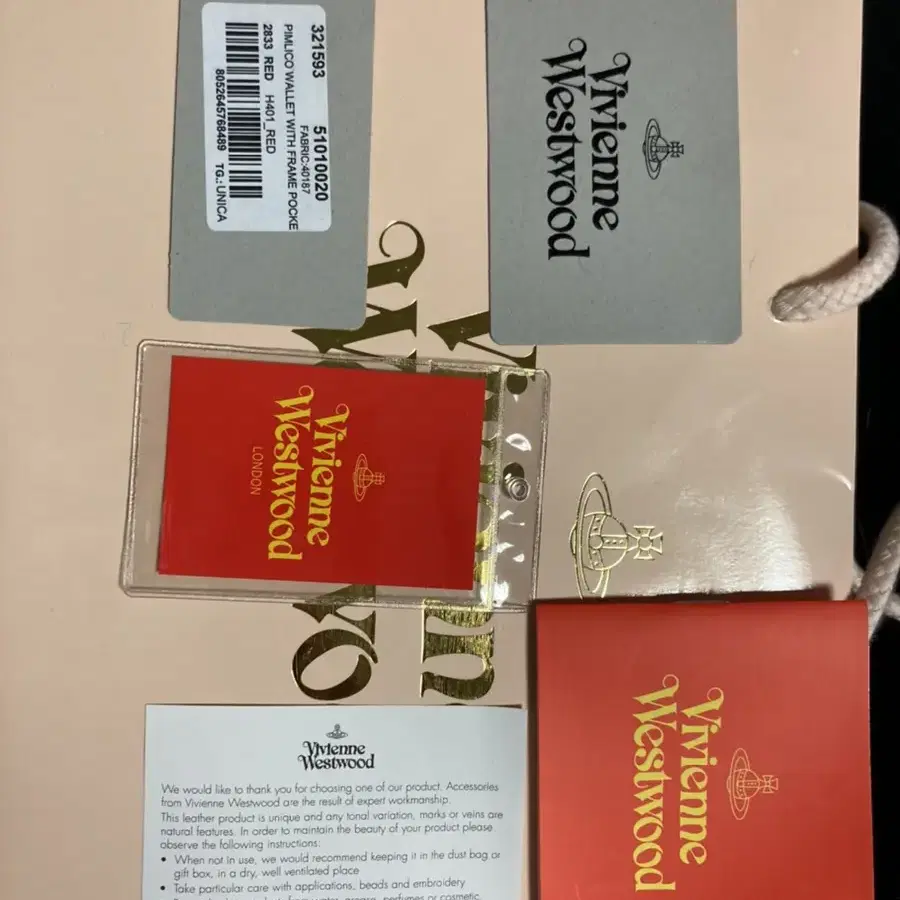 321593
51010020
FABRIC:40187
PIMLICO WALLET WITH FRAME POCKE
2833 RED H401_RED
8052645768489 TG.: UNICA
Vivienne
Westwood
Vivienne
Westwood
LONDON
Vivienne
Westwood
Vivienne
Westwood
We would like to thank you for choosing one of our product. Accessories
from Vivienne Westwood are the result of expert workmanship.
This leather product is unique and any tonal variation, marks or veins are
natural features. In order to maintain the beauty of your product please
observe the following instructions:
• When not in use, we would recommend keeping it in the dust bag or
gift box, in a dry, well ventilated place
• Take particular care with applications, beads and embroidery